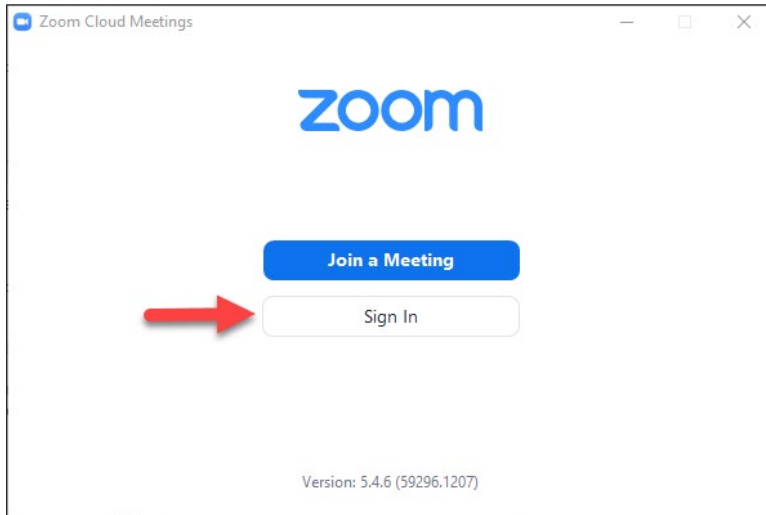 Zoom Cloud Meetings
zoom
Join a Meeting
Sign In
Version: 5.4.6 (59296.1207)